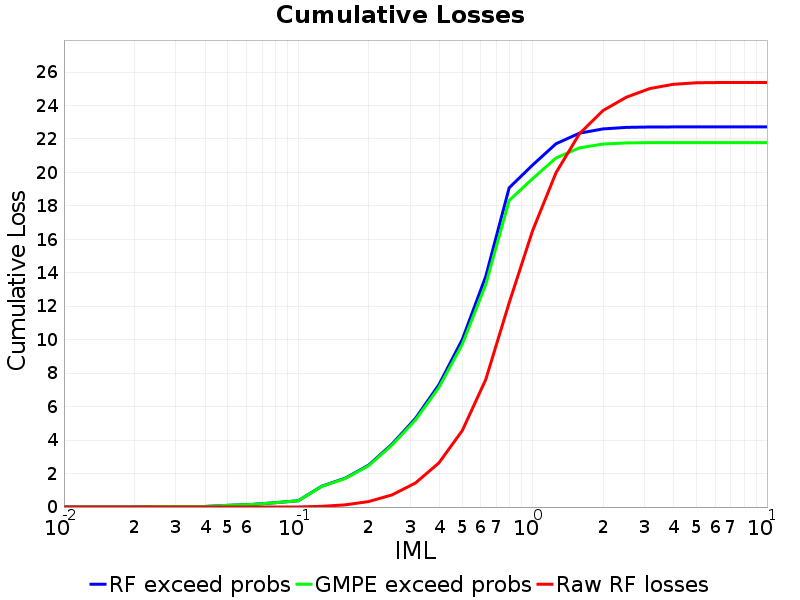 Cumulative Losses
Cumulative Loss
26
24
22
20
18
16
14
12
10
8
6
4
2
0
10^-2 2 3 4 5 6 10^-1 2 3 4 5 6 7 10^0 2 3 4 5 6 7 10^1
IML
RF exceed probs GMPE exceed probs Raw RF losses